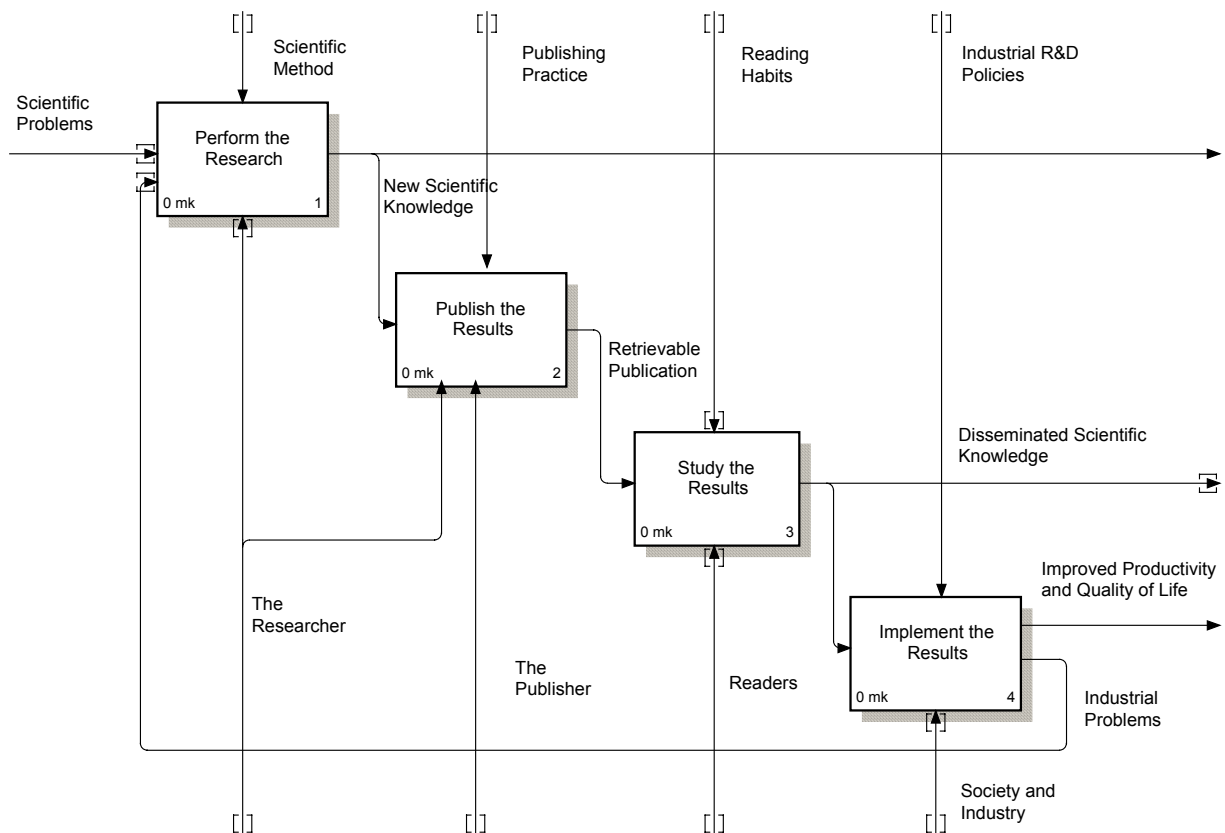 Scientific
Method
Publishing
Practice
Reading
Habits
Industrial R&D
Policies
Scientific
Problems
Perform the
Research
0 mk
1
New Scientific
Knowledge
Publish the
Results
0 mk
2
Retrievable
Publication
Study the
Results
0 mk
3
Disseminated Scientific
Knowledge
Improved Productivity
and Quality of Life
Implement the
Results
0 mk
4
The
Researcher
The
Publisher
Readers
Industrial
Problems
Society and
Industry